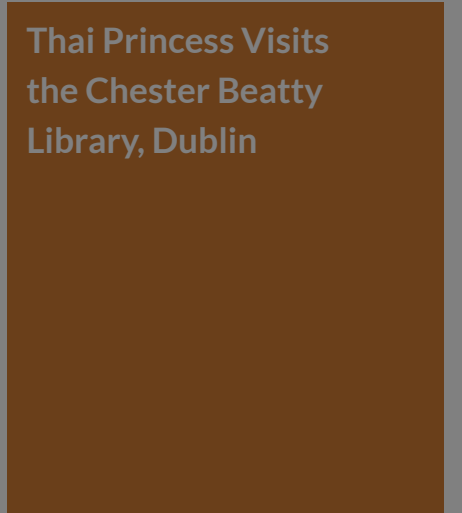 Thai Princess Visits
the Chester Beatty
Library, Dublin